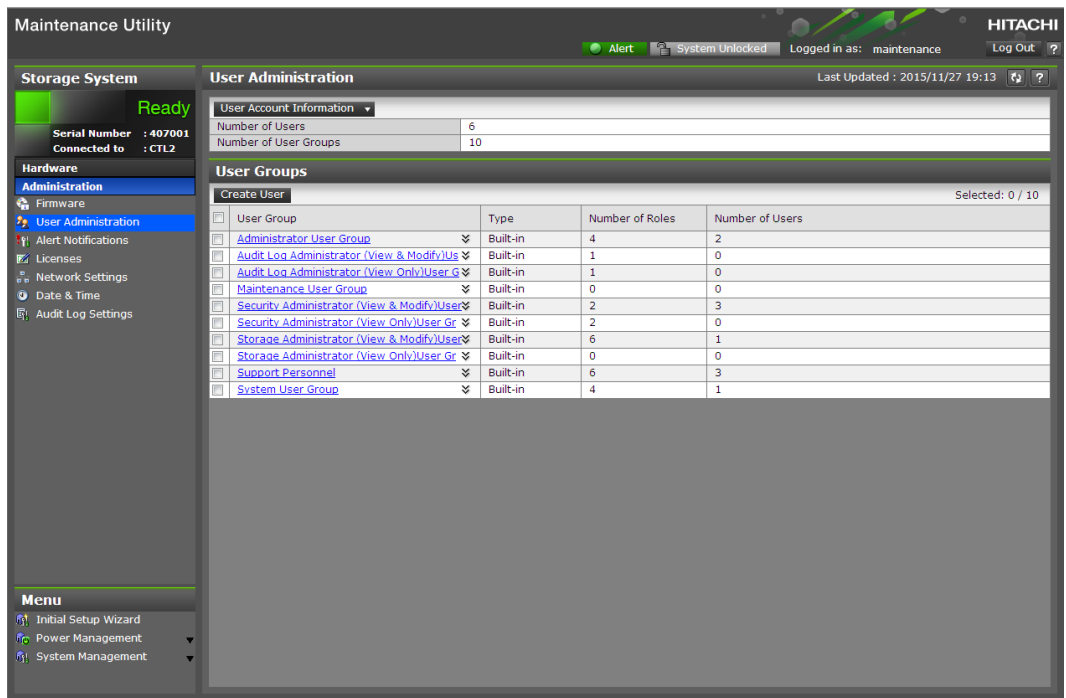 Maintenance Utility
HITACHI
Alert System Unlocked Logged in as: maintenance Log Out ?
Storage System
Ready
Serial Number : 407001
Connected to : CTL2
Hardware
Administration
Firmware
User Administration
Alert Notifications
Licenses
Network Settings
Date & Time
Audit Log Settings
Menu
Initial Setup Wizard
Power Management
System Management
User Administration Last Updated : 2015/11/27 19:13 ?
User Account Information
Number of Users 6
Number of User Groups 10
User Groups
Create User Selected: 0 / 10
User Group Type Number of Roles Number of Users
Administrator User Group Built-in 4 2
Audit Log Administrator (View & Modify)Us Built-in 1 0
Audit Log Administrator (View Only)User G Built-in 1 0
Maintenance User Group Built-in 0 0
Security Administrator (View & Modify)User Built-in 2 3
Security Administrator (View Only)User Gr Built-in 2 0
Storage Administrator (View & Modify)User Built-in 6 1
Storage Administrator (View Only)User Gr Built-in 0 0
Support Personnel Built-in 6 3
System User Group Built-in 4 1